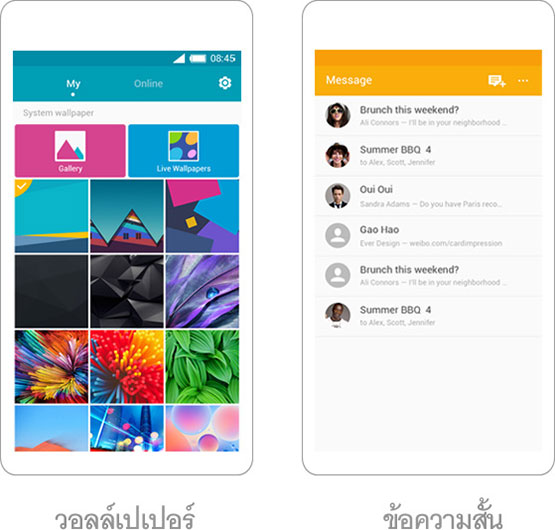 08:45
My
Online
System wallpaper
Gallery
Live Wallpapers
วอลล์เปเปอร์
Message
Brunch this weekend?
Ali Connors — I'll be in your neighborhood ...
Summer BBQ 4
to Alex, Scott, Jennifer
Oui Oui
Sandra Adams — Do you have Paris reco...
Gao Hao
Ever Design — weibo.com/cardimpression
Brunch this weekend?
Ali Connors — I'll be in your neighborhood ...
Summer BBQ 4
to Alex, Scott, Jennifer
ข้อความสั้น